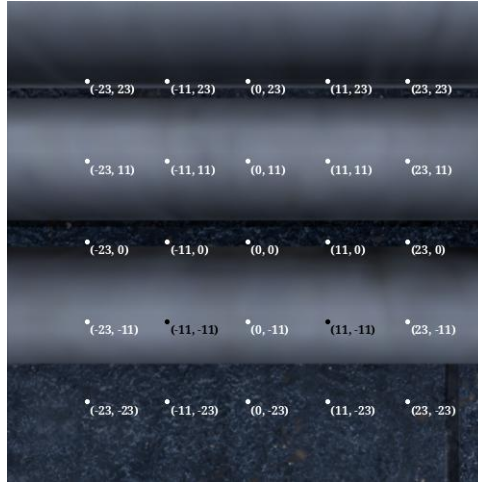 (-23, 23) (-11, 23) (0, 23) (11, 23) (23, 23)
(-23, 11) (-11, 11) (0, 11) (11, 11) (23, 11)
(-23, 0) (-11, 0) (0, 0) (11, 0) (23, 0)
(-23, -11) (-11, -11) (0, -11) (11, -11) (23, -11)
(-23, -23) (-11, -23) (0, -23) (11, -23) (23, -23)